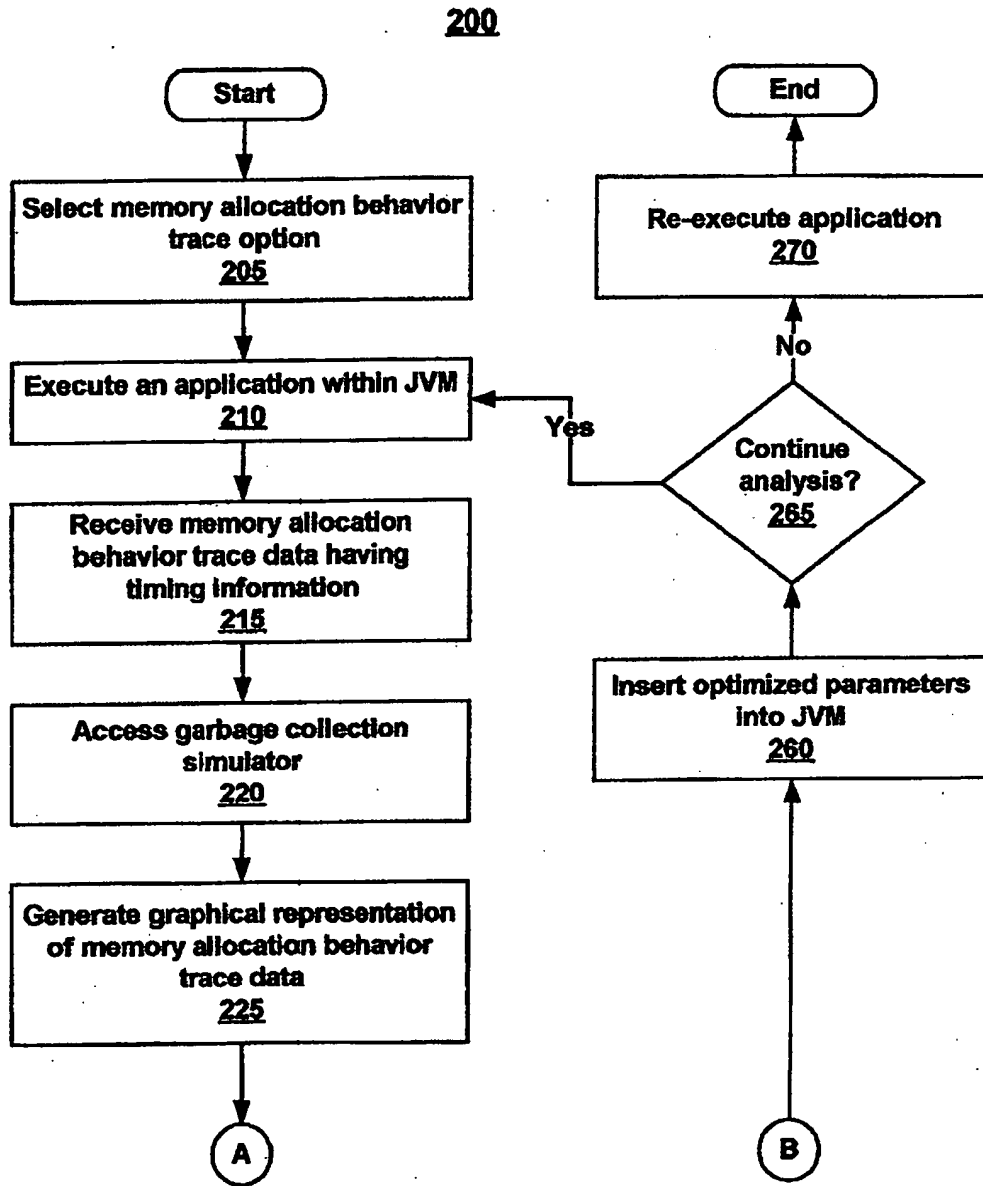 200
Start
Select memory allocation behavior
trace option
205
Execute an application within JVM
210
Receive memory allocation
behavior trace data having
timing information
215
Access garbage collection
simulator
220
Generate graphical representation
of memory allocation behavior
trace data
225
A
End
Re-execute application
270
No
Yes
Continue
analysis?
265
Insert optimized parameters
into JVM
260
B